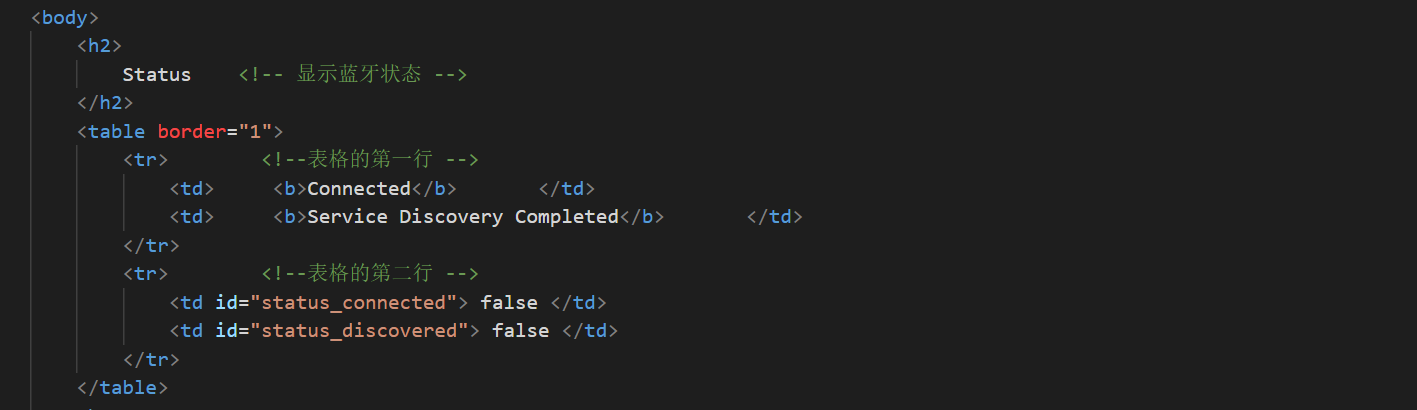 <body>
<h2>
Status    <!-- 显示蓝牙状态 -->
</h2>
<table border="1">
<tr>        <!--表格的第一行 -->
<td>     <b>Connected</b>       </td>
<td>     <b>Service Discovery Completed</b>       </td>
</tr>
<tr>        <!--表格的第二行 -->
<td id="status_connected"> false </td>
<td id="status_discovered"> false </td>
</tr>
</table>